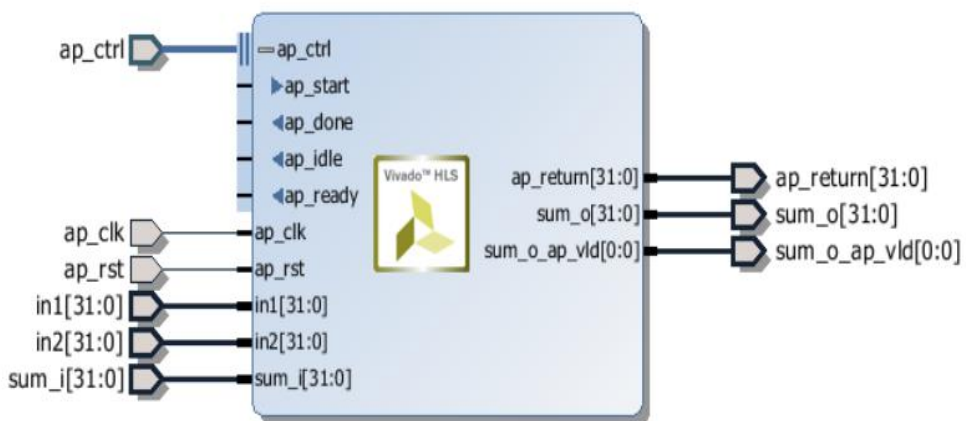 ap_ctrl
ap_ctrl
ap_start
ap_done
ap_idle
ap_ready
ap_clk
ap_clk
ap_rst
ap_rst
in1[31:0]
in1[31:0]
in2[31:0]
in2[31:0]
sum_i[31:0]
sum_i[31:0]
Vivado™ HLS
ap_return[31:0]
ap_return[31:0]
sum_o[31:0]
sum_o[31:0]
sum_o_ap_vld[0:0]
sum_o_ap_vld[0:0]